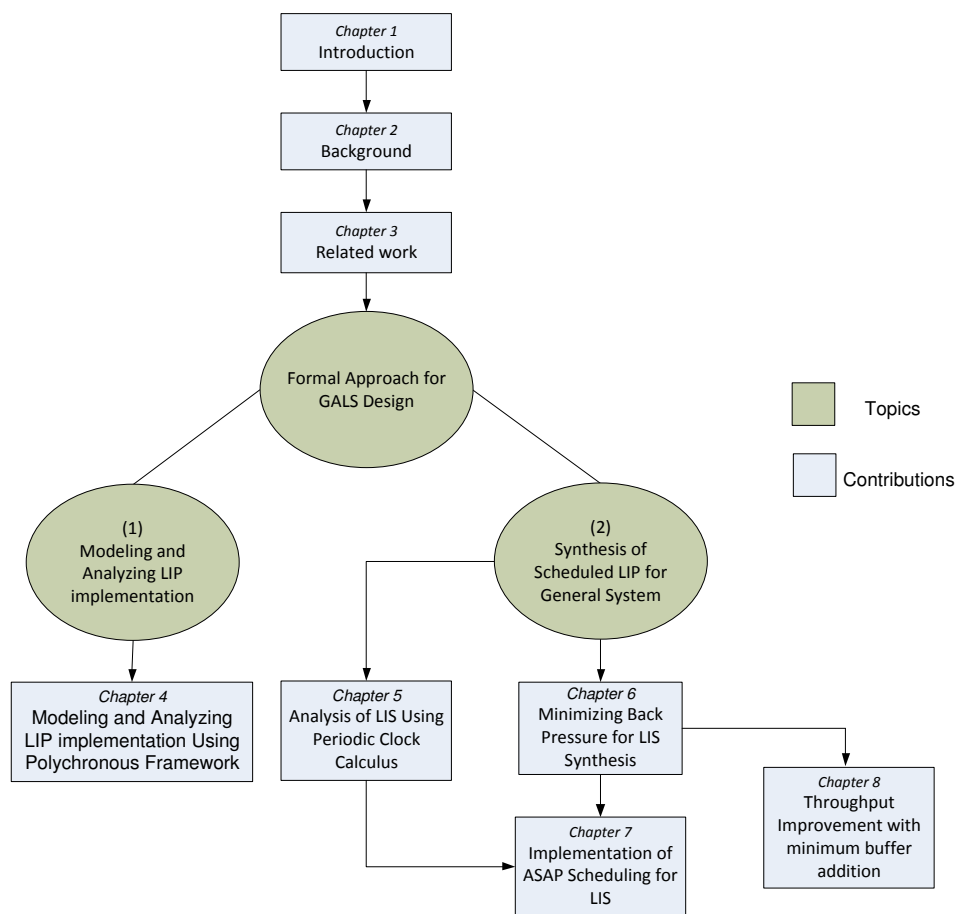 Chapter 1
Introduction
Chapter 2
Background
Chapter 3
Related work
Formal Approach for
GALS Design
Topics
Contributions
(1)
Modeling and
Analyzing LIP
implementation
(2)
Synthesis of
Scheduled LIP for
General System
Chapter 4
Modeling and Analyzing
LIP implementation Using
Polychronous Framework
Chapter 5
Analysis of LIS Using
Periodic Clock
Calculus
Chapter 6
Minimizing Back
Pressure for LIS
Synthesis
Chapter 8
Throughput
Improvement with
minimum buffer
addition
Chapter 7
Implementation of
ASAP Scheduling for
LIS